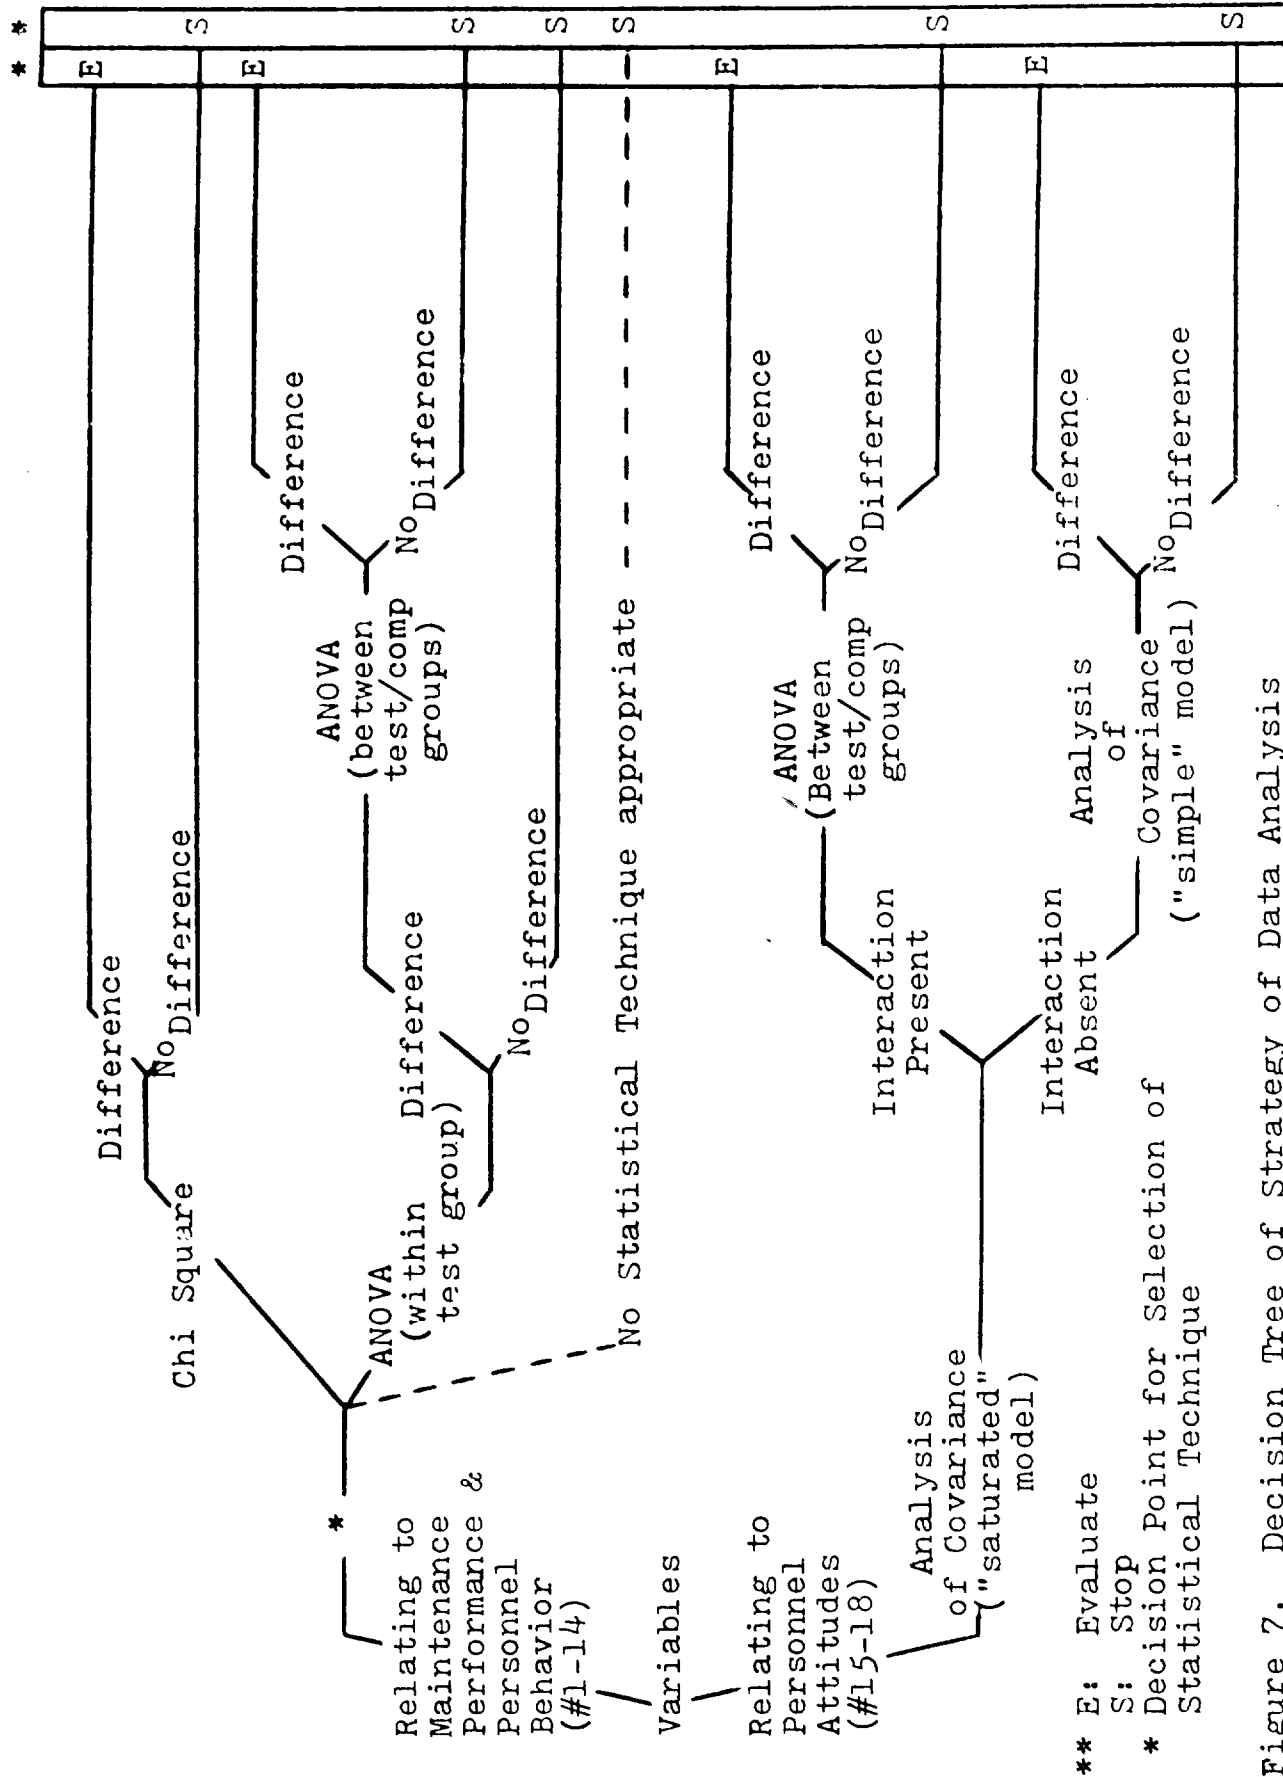 * *
E
S
E
S
S
S
E
S
E
S
Difference
No Difference
Chi Square
Difference
No Difference
ANOVA
(between
test/comp
groups)
Difference
No Difference
ANOVA
(within
test group)
No Statistical Technique appropriate
*
Relating to
Maintenance
Performance &
Personnel
Behavior
(#1-14)
Variables
Relating to
Personnel
Attitudes
(#15-18)
Analysis
of Covariance
("saturated"
model)
Interaction
Present
Interaction
Absent
ANOVA
(Between
test/comp
groups)
Difference
No Difference
Analysis
of
Covariance
("simple" model)
Difference
No Difference
** E: Evaluate
S: Stop
* Decision Point for Selection of
Statistical Technique
Figure 7. Decision Tree of Strategy of Data Analysis